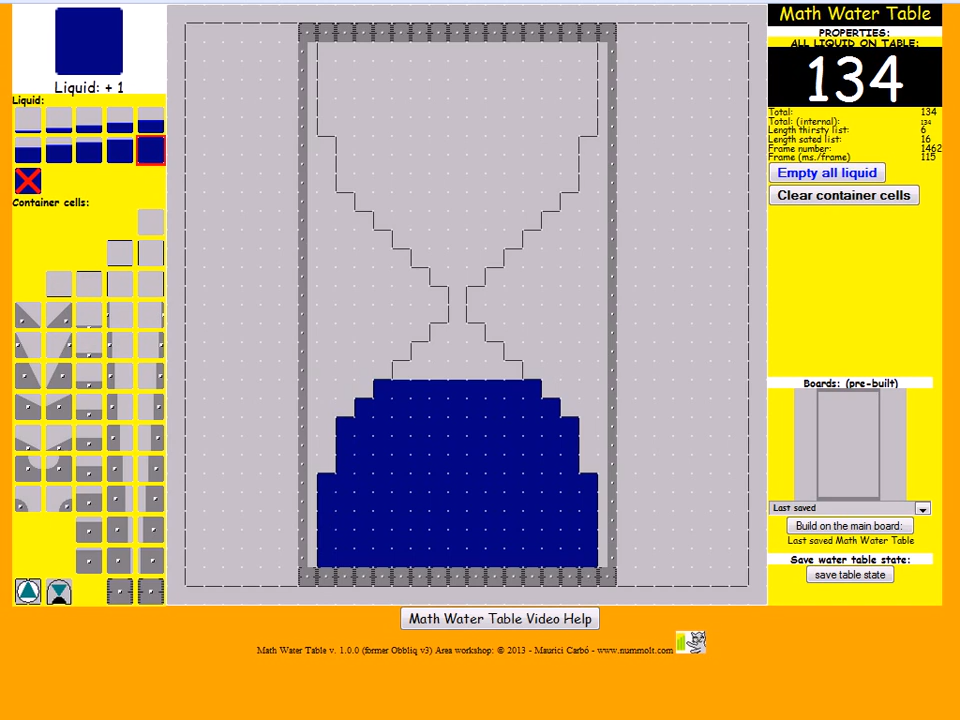 Liquid: + 1
Liquid:
Container cells:
Math Water Table
PROPERTIES:
ALL LIQUID ON TABLE:
134
Total: 134
Total: (internal): 134
Length thirsty list: 6
Length sated list: 16
Frame number: 1462
Frame (ms./frame) 115
Empty all liquid
Clear container cells
Boards: (pre-built)
Last saved
Build on the main board:
Last saved Math Water Table
Save water table state:
save table state
Math Water Table Video Help
Math Water Table v. 1.0.0 (former Obbliq v3) Area workshop: © 2013 - Maurici Carbó - www.nummolt.com